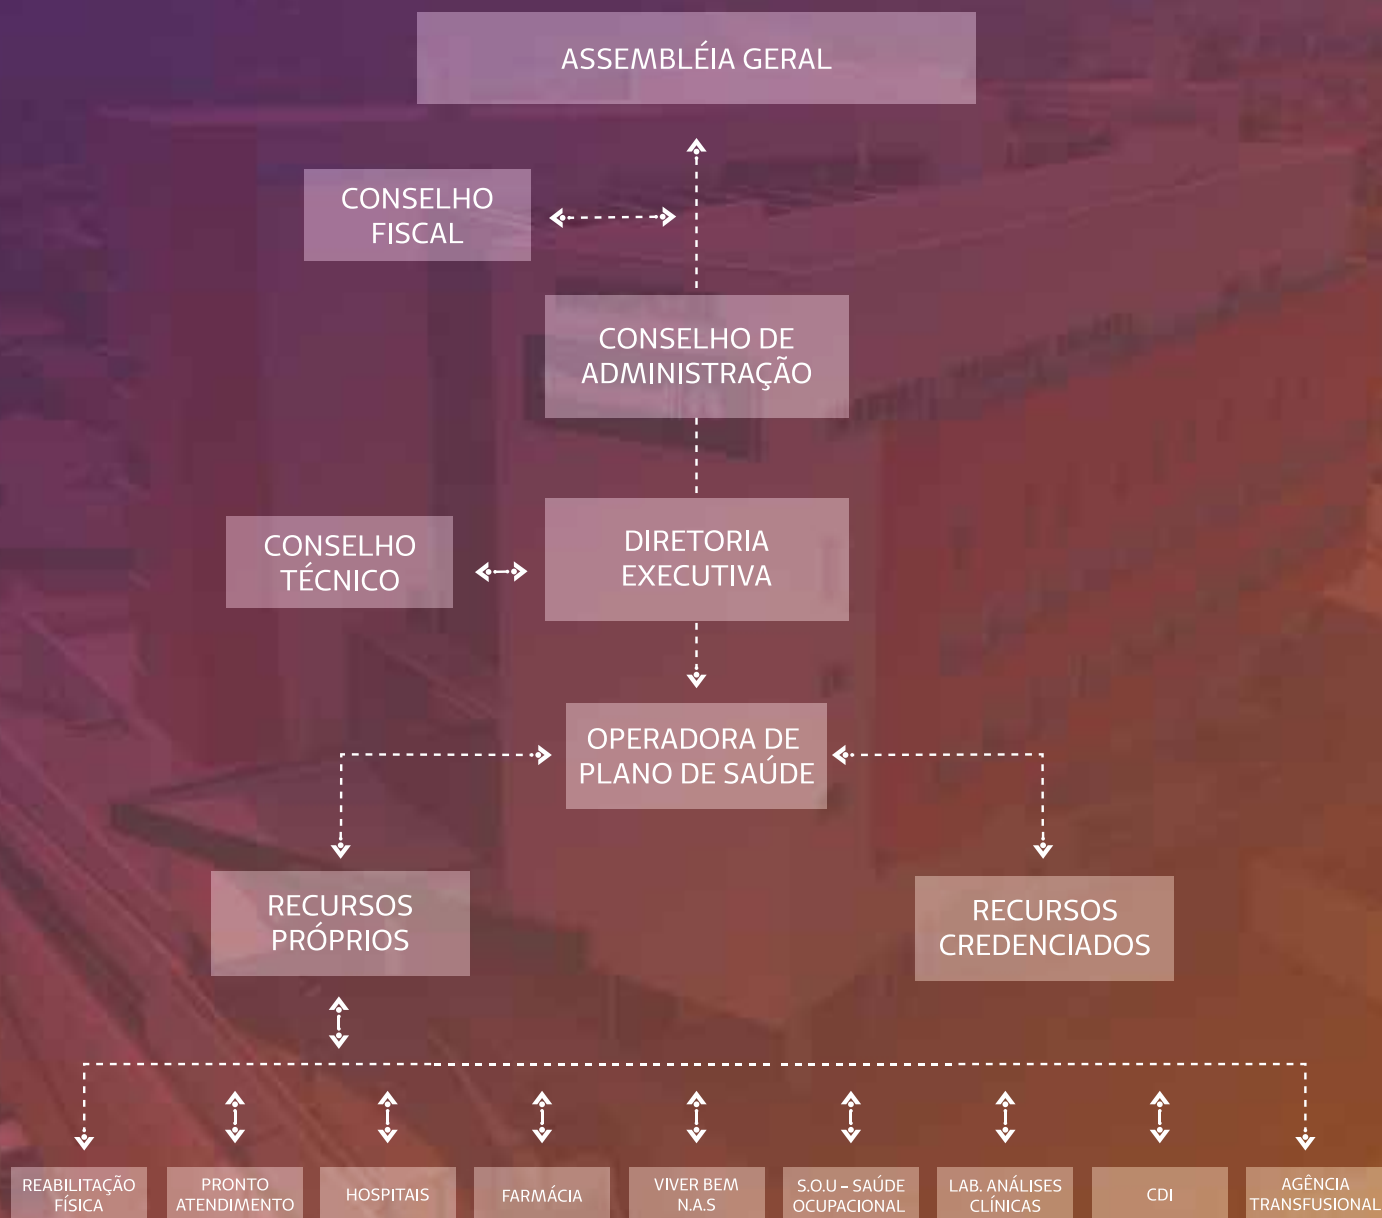 ASSEMBLÉIA GERAL
CONSELHO
FISCAL
CONSELHO DE
ADMINISTRAÇÃO
CONSELHO
TÉCNICO
DIRETORIA
EXECUTIVA
OPERADORA DE
PLANO DE SAÚDE
RECURSOS
PRÓPRIOS
RECURSOS
CREDENCIADOS
REABILITAÇÃO
FÍSICA
PRONTO
ATENDIMENTO
HOSPITAIS
FARMÁCIA
VIVER BEM
N.A.S
S.O.U – SAÚDE
OCUPACIONAL
LAB. ANÁLISES
CLÍNICAS
CDI
AGÊNCIA
TRANSFUSIONAL